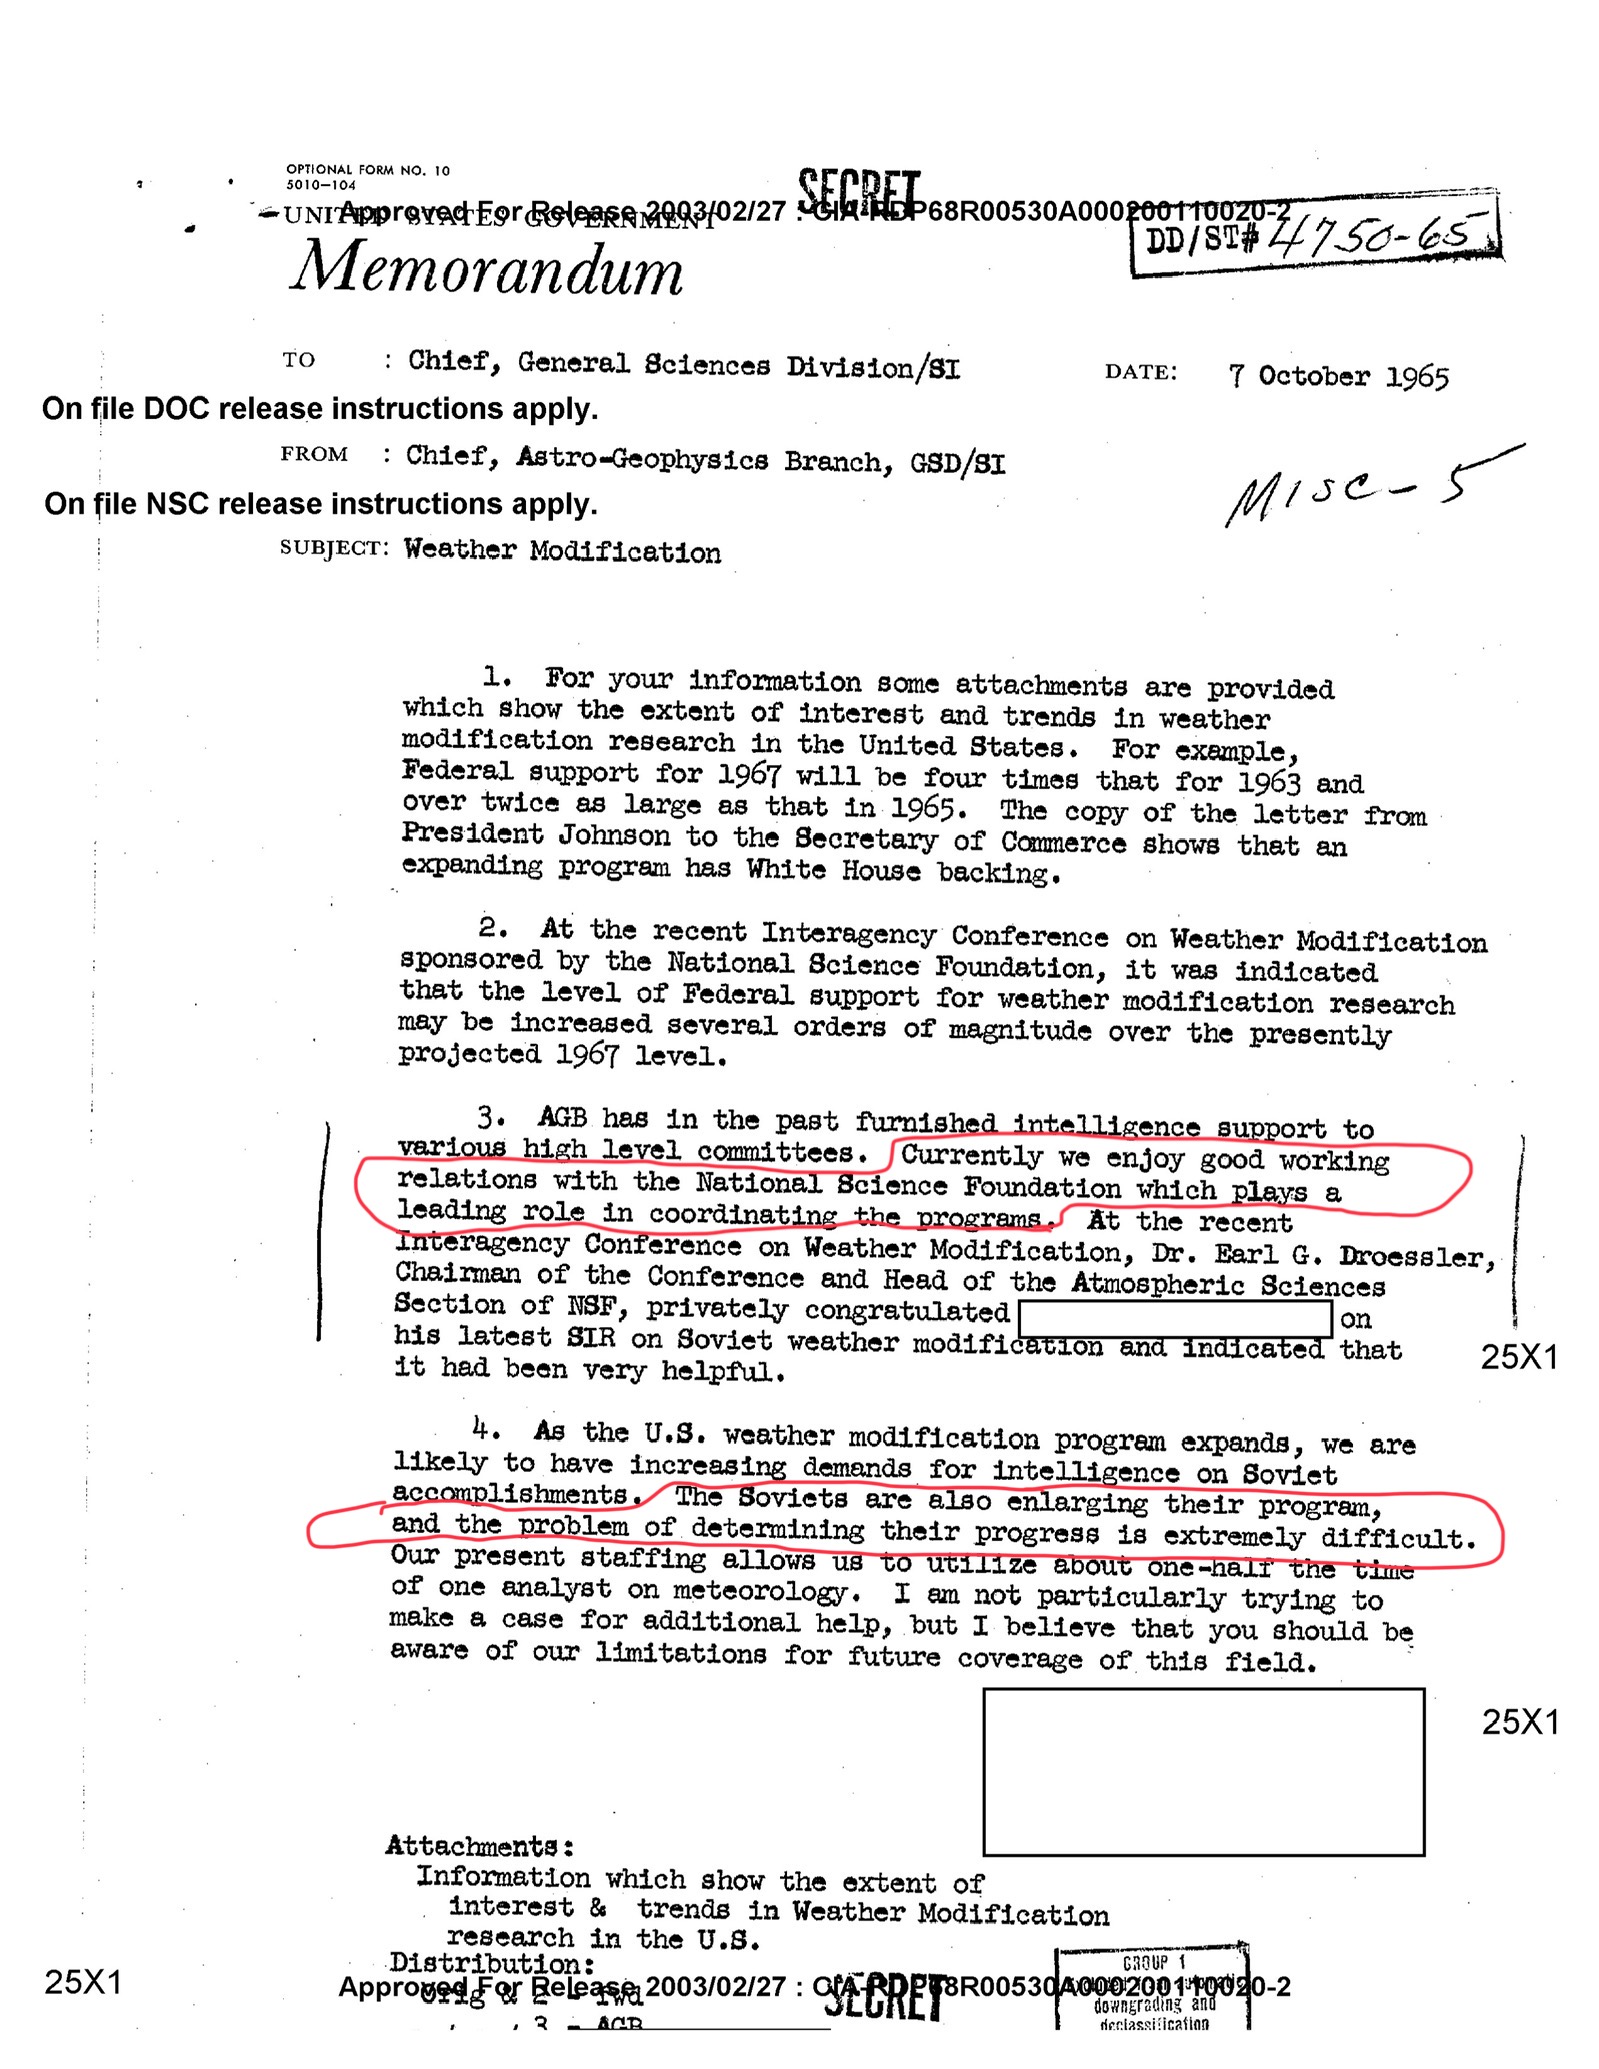 OPTIONAL FORM NO. 10
5010-104
SECRET
UNITED STATES GOVERNMENT
Approved For Release 2003/02/27 : CIA-RDP68R00530A000200110020-2
DD/ST# 4750-65
Memorandum
TO : Chief, General Sciences Division/SI
DATE: 7 October 1965
On file DOC release instructions apply.
FROM : Chief, Astro-Geophysics Branch, GSD/SI
MISC-5
On file NSC release instructions apply.
SUBJECT: Weather Modification
1. For your information some attachments are provided
which show the extent of interest and trends in weather
modification research in the United States. For example,
Federal support for 1967 will be four times that for 1963 and
over twice as large as that in 1965. The copy of the letter from
President Johnson to the Secretary of Commerce shows that an
expanding program has White House backing.
2. At the recent Interagency Conference on Weather Modification
sponsored by the National Science Foundation, it was indicated
that the level of Federal support for weather modification research
may be increased several orders of magnitude over the presently
projected 1967 level.
3. AGB has in the past furnished intelligence support to
various high level committees. Currently we enjoy good working
relations with the National Science Foundation which plays a
leading role in coordinating the programs. At the recent
Interagency Conference on Weather Modification, Dr. Earl G. Droessler,
Chairman of the Conference and Head of the Atmospheric Sciences
Section of NSF, privately congratulated on
his latest SIR on Soviet weather modification and indicated that
25X1
it had been very helpful.
4. As the U.S. weather modification program expands, we are
likely to have increasing demands for intelligence on Soviet
accomplishments. The Soviets are also enlarging their program,
and the problem of determining their progress is extremely difficult.
Our present staffing allows us to utilize about one-half the time
of one analyst on meteorology. I am not particularly trying to
make a case for additional help, but I believe that you should be
aware of our limitations for future coverage of this field.
25X1
Attachments:
Information which show the extent of
interest & trends in Weather Modification
research in the U.S.
Distribution:
25X1
Approved For Release 2003/02/27 : CIA-RDP68R00530A000200110020-2
Orig & 2 - fwd
SECRET
3 - AGB
GROUP 1
Excluded from automatic
downgrading and
declassification